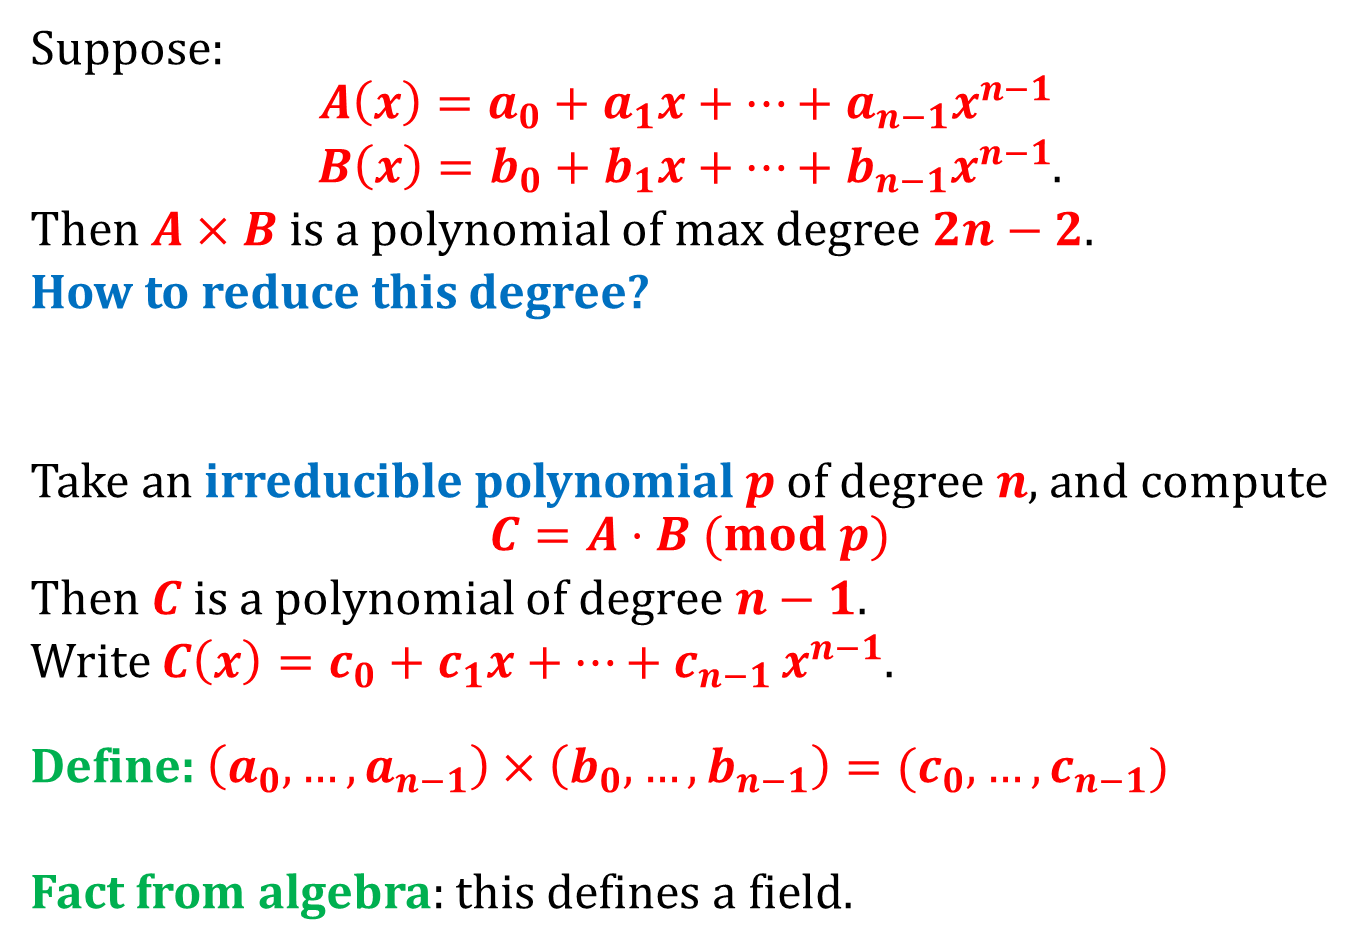 Suppose:
A(x) = a₀ + a₁x + ⋯ + aₙ₋₁xⁿ⁻¹
B(x) = b₀ + b₁x + ⋯ + bₙ₋₁xⁿ⁻¹.
Then A × B is a polynomial of max degree 2n − 2.
How to reduce this degree?
Take an irreducible polynomial p of degree n, and compute
C = A · B (mod p)
Then C is a polynomial of degree n − 1.
Write C(x) = c₀ + c₁x + ⋯ + cₙ₋₁ xⁿ⁻¹.
Define: (a₀, … , aₙ₋₁) × (b₀, … , bₙ₋₁) = (c₀, … , cₙ₋₁)
Fact from algebra: this defines a field.